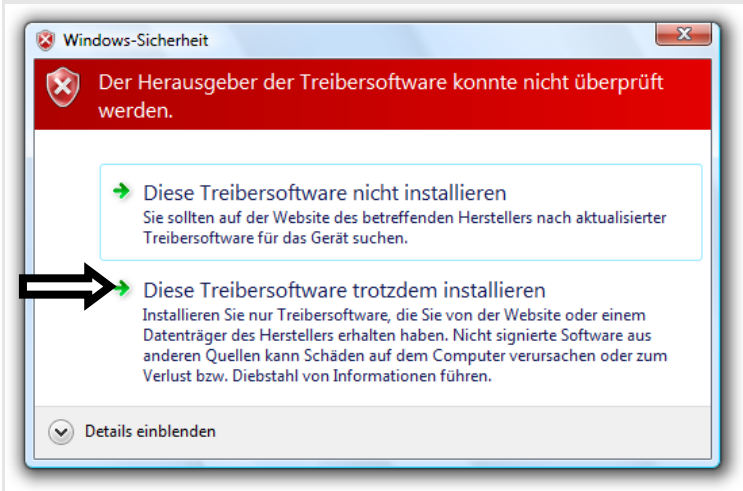 Windows-Sicherheit
Der Herausgeber der Treibersoftware konnte nicht überprüft
werden.
Diese Treibersoftware nicht installieren
Sie sollten auf der Website des betreffenden Herstellers nach aktualisierter
Treibersoftware für das Gerät suchen.
Diese Treibersoftware trotzdem installieren
Installieren Sie nur Treibersoftware, die Sie von der Website oder einem
Datenträger des Herstellers erhalten haben. Nicht signierte Software aus
anderen Quellen kann Schäden auf dem Computer verursachen oder zum
Verlust bzw. Diebstahl von Informationen führen.
Details einblenden